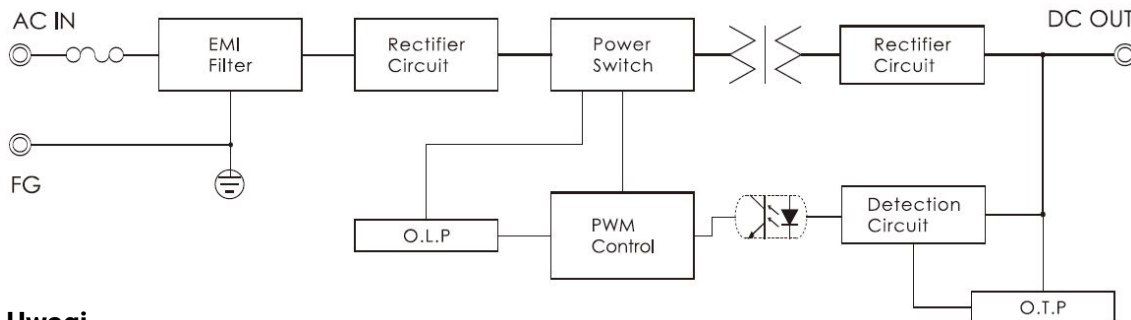 AC IN
DC OUT
EMI
Filter
Rectifier
Circuit
Power
Switch
Rectifier
Circuit
FG
O.L.P
PWM
Control
Detection
Circuit
O.T.P
Uwagi